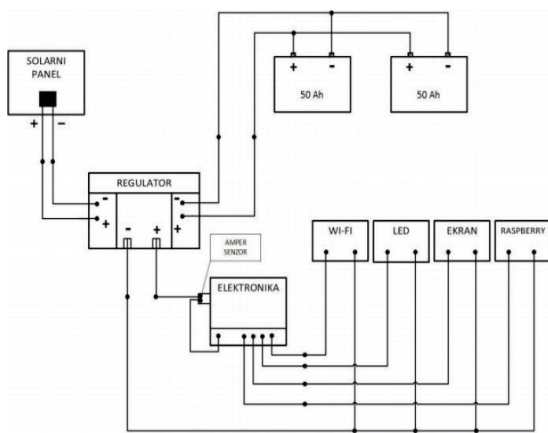 SOLARNI
PANEL
+ -
+ - + -
50 Ah 50 Ah
REGULATOR
- -
+ +
- +
AMPER
SENZOR
WI-FI LED EKRAN RASPBERRY
ELEKTRONIKA